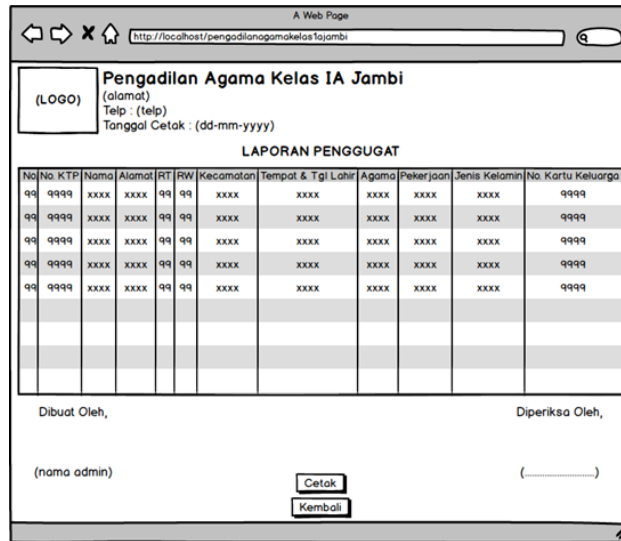 A Web Page
http://localhost/pengadilanagamakelas1ajambi
(LOGO)
Pengadilan Agama Kelas IA Jambi
(alamat)
Telp : (telp)
Tanggal Cetak : (dd-mm-yyyy)
LAPORAN PENGGUGAT
No No. KTP Nama Alamat RT RW Kecamatan Tempat & Tgl Lahir Agama Pekerjaan Jenis Kelamin No. Kartu Keluarga
99 9999 xxxx xxxx 99 99 xxxx xxxx xxxx xxxx xxxx 9999
99 9999 xxxx xxxx 99 99 xxxx xxxx xxxx xxxx xxxx 9999
99 9999 xxxx xxxx 99 99 xxxx xxxx xxxx xxxx xxxx 9999
99 9999 xxxx xxxx 99 99 xxxx xxxx xxxx xxxx xxxx 9999
99 9999 xxxx xxxx 99 99 xxxx xxxx xxxx xxxx xxxx 9999
Dibuat Oleh, Diperiksa Oleh,
(nama admin) (..........................)
Cetak
Kembali